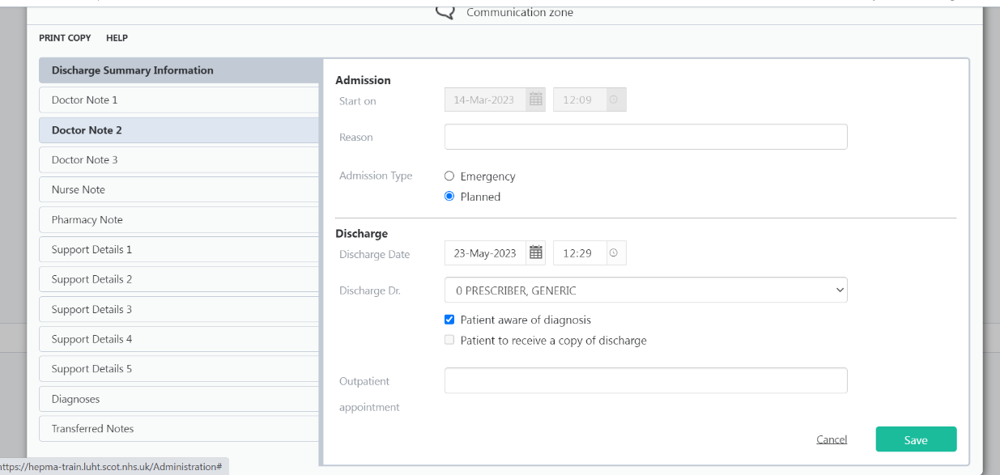 Communication zone
PRINT COPY HELP
Discharge Summary Information
Doctor Note 1
Doctor Note 2
Doctor Note 3
Nurse Note
Pharmacy Note
Support Details 1
Support Details 2
Support Details 3
Support Details 4
Support Details 5
Diagnoses
Transferred Notes
Admission
Start on 14-Mar-2023 12:09
Reason
Admission Type Emergency
Planned
Discharge
Discharge Date 23-May-2023 12:29
Discharge Dr. 0 PRESCRIBER, GENERIC
Patient aware of diagnosis
Patient to receive a copy of discharge
Outpatient
appointment
Cancel Save
https://hepma-train.luht.scot.nhs.uk/Administration#